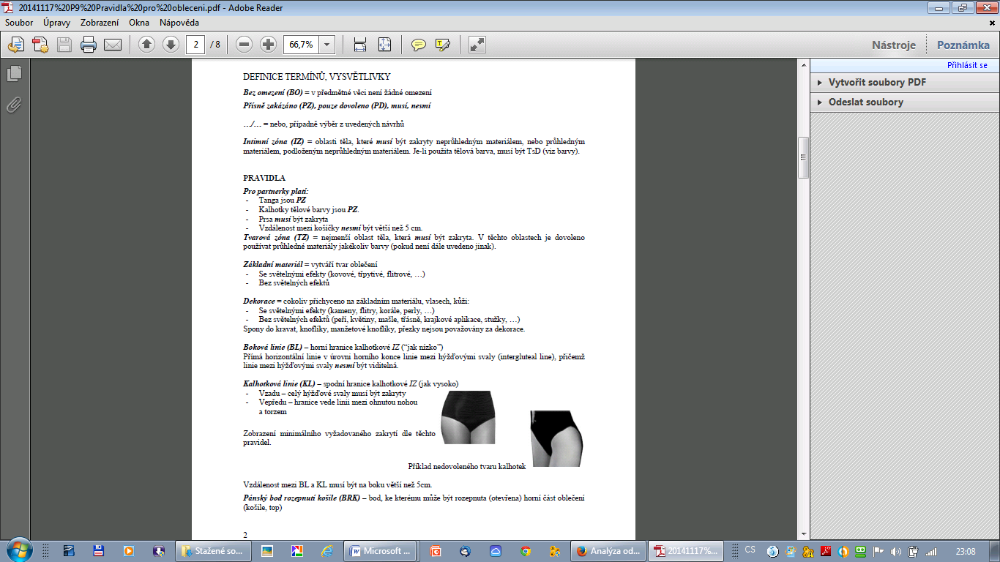 20141117%20P9%20Pravidla%20pro%20obleceni.pdf - Adobe Reader
Soubor Úpravy Zobrazení Okna Nápověda
2 / 8 66,7% Nástroje Poznámka
Přihlásit se
Vytvořit soubory PDF
Odeslat soubory
DEFINICE TERMÍNŮ, VYSVĚTLIVKY
Bez omezení (BO) = v předmětné věci není žádné omezení
Přísně zakázáno (PZ), pouze dovoleno (PD), musí, nesmí
…/… = nebo, případně výběr z uvedených návrhů
Intimní zóna (IZ) = oblasti těla, které musí být zakryty neprůhledným materiálem, nebo průhledným
materiálem, podloženým neprůhledným materiálem. Je-li použita tělová barva, musí být TsD (viz barvy).
PRAVIDLA
Pro partnerky platí:
- Tanga jsou PZ
- Kalhotky tělové barvy jsou PZ.
- Prsa musí být zakryta
- Vzdálenost mezi košíčky nesmí být větší než 5 cm.
Tvarová zóna (TZ) = nejmenší oblast těla, která musí být zakryta. V těchto oblastech je dovoleno
používat průhledné materiály jakékoliv barvy (pokud není dále uvedeno jinak).
Základní materiál = vytváří tvar oblečení
- Se světelnými efekty (kovové, třpytivé, flitrové, …)
- Bez světelných efektů
Dekorace = cokoliv přichyceno na základním materiálu, vlasech, kůži:
- Se světelnými efekty (kameny, flitry, korále, perly, …)
- Bez světelných efektů (peří, květiny, mašle, třásně, krajkové aplikace, stužky, …)
Spony do kravat, knoflíky, manžetové knoflíky, přezky nejsou považovány za dekorace.
Boková linie (BL) – horní hranice kalhotkové IZ (“jak nízko”)
Přímá horizontální linie v úrovni horního konce linie mezi hýžďovými svaly (intergluteal line), přičemž
linie mezi hýžďovými svaly nesmí být viditelná.
Kalhotková linie (KL) – spodní hranice kalhotkové IZ (jak vysoko)
- Vzadu – celý hýžďové svaly musí být zakryty
- Vepředu – hranice vede linii mezi ohnutou nohou
a torzem
Zobrazení minimálního vyžadovaného zakrytí dle těchto
pravidel.
Příklad nedovoleného tvaru kalhotek
Vzdálenost mezi BL a KL musí být na boku větší než 5cm.
Pánský bod rozepnutí košile (BRK) – bod, ke kterému může být rozepnuta (otevřena) horní část oblečení
(košile, top)
2
Stažené so... Microsoft ... Analýza od... 20141117%... CS 23:08